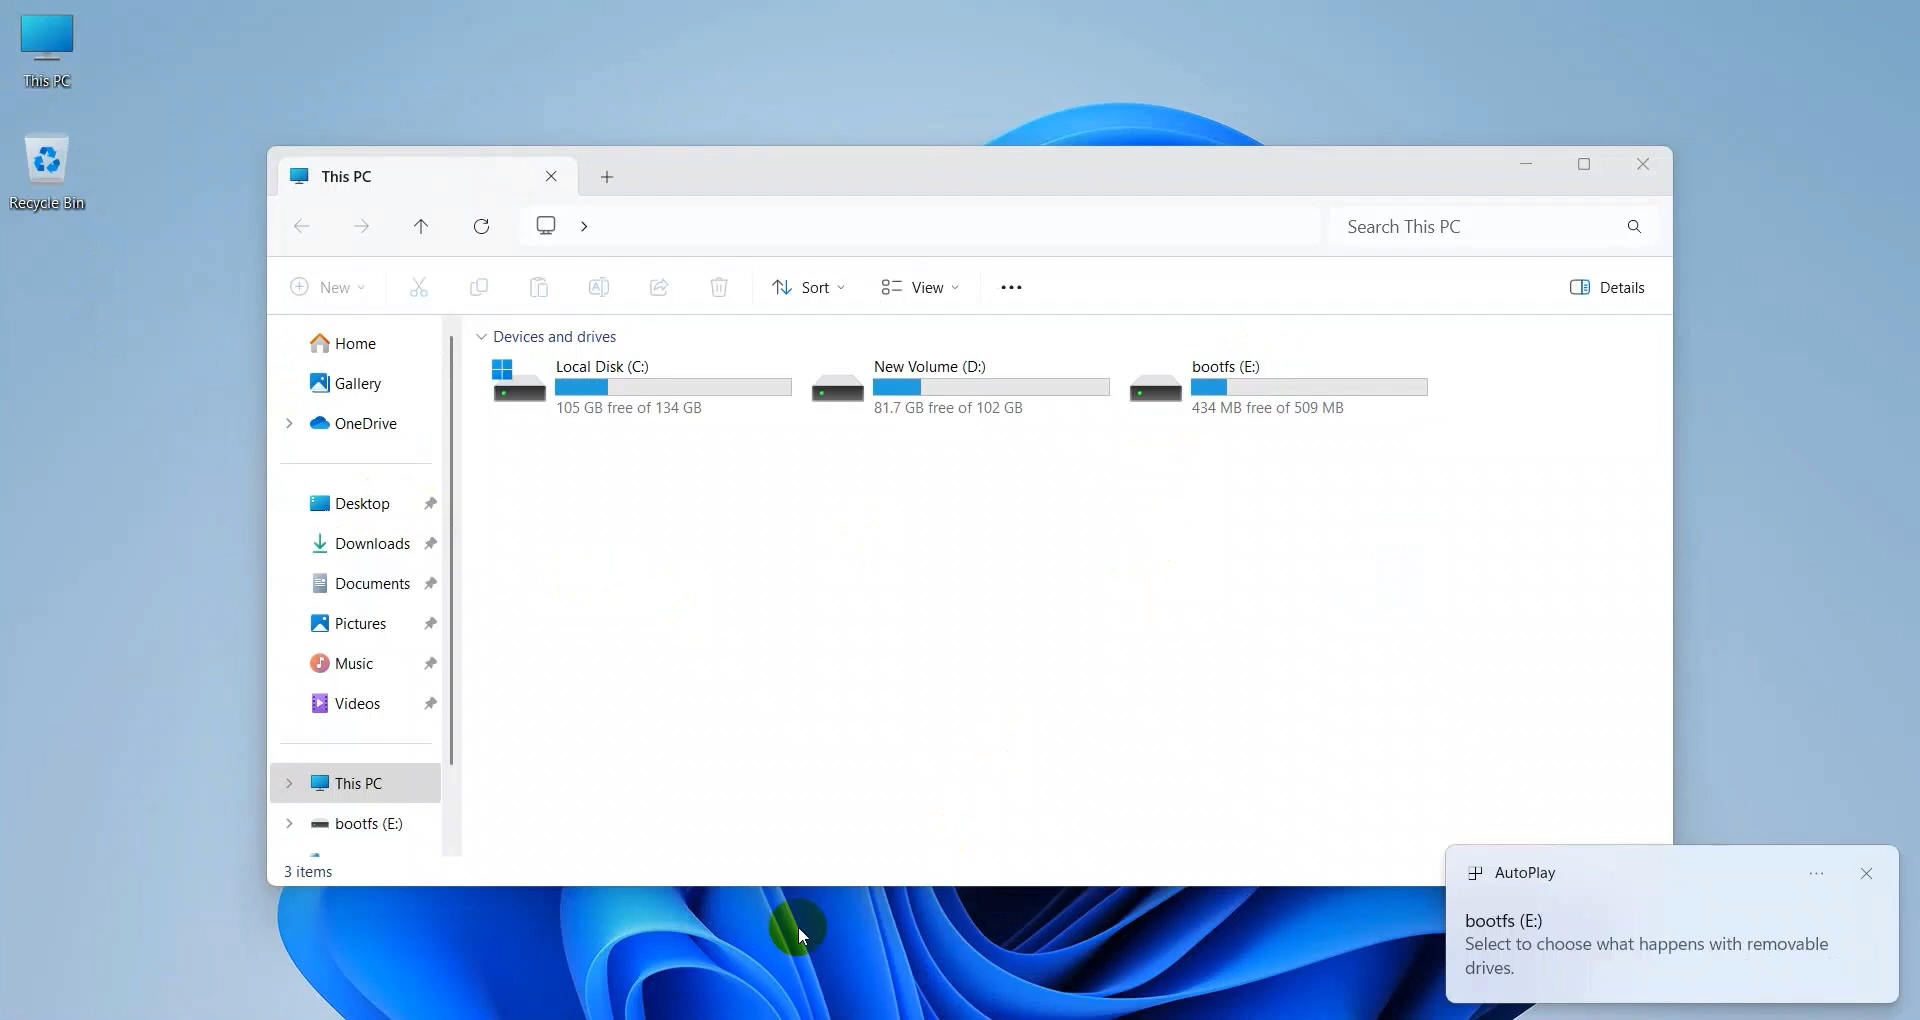 This PC
Recycle Bin
This PC
Search This PC
New
Sort
View
Details
Home
Gallery
OneDrive
Desktop
Downloads
Documents
Pictures
Music
Videos
This PC
bootfs (E:)
Devices and drives
Local Disk (C:)
105 GB free of 134 GB
New Volume (D:)
81.7 GB free of 102 GB
bootfs (E:)
434 MB free of 509 MB
3 items
AutoPlay
bootfs (E:)
Select to choose what happens with removable
drives.